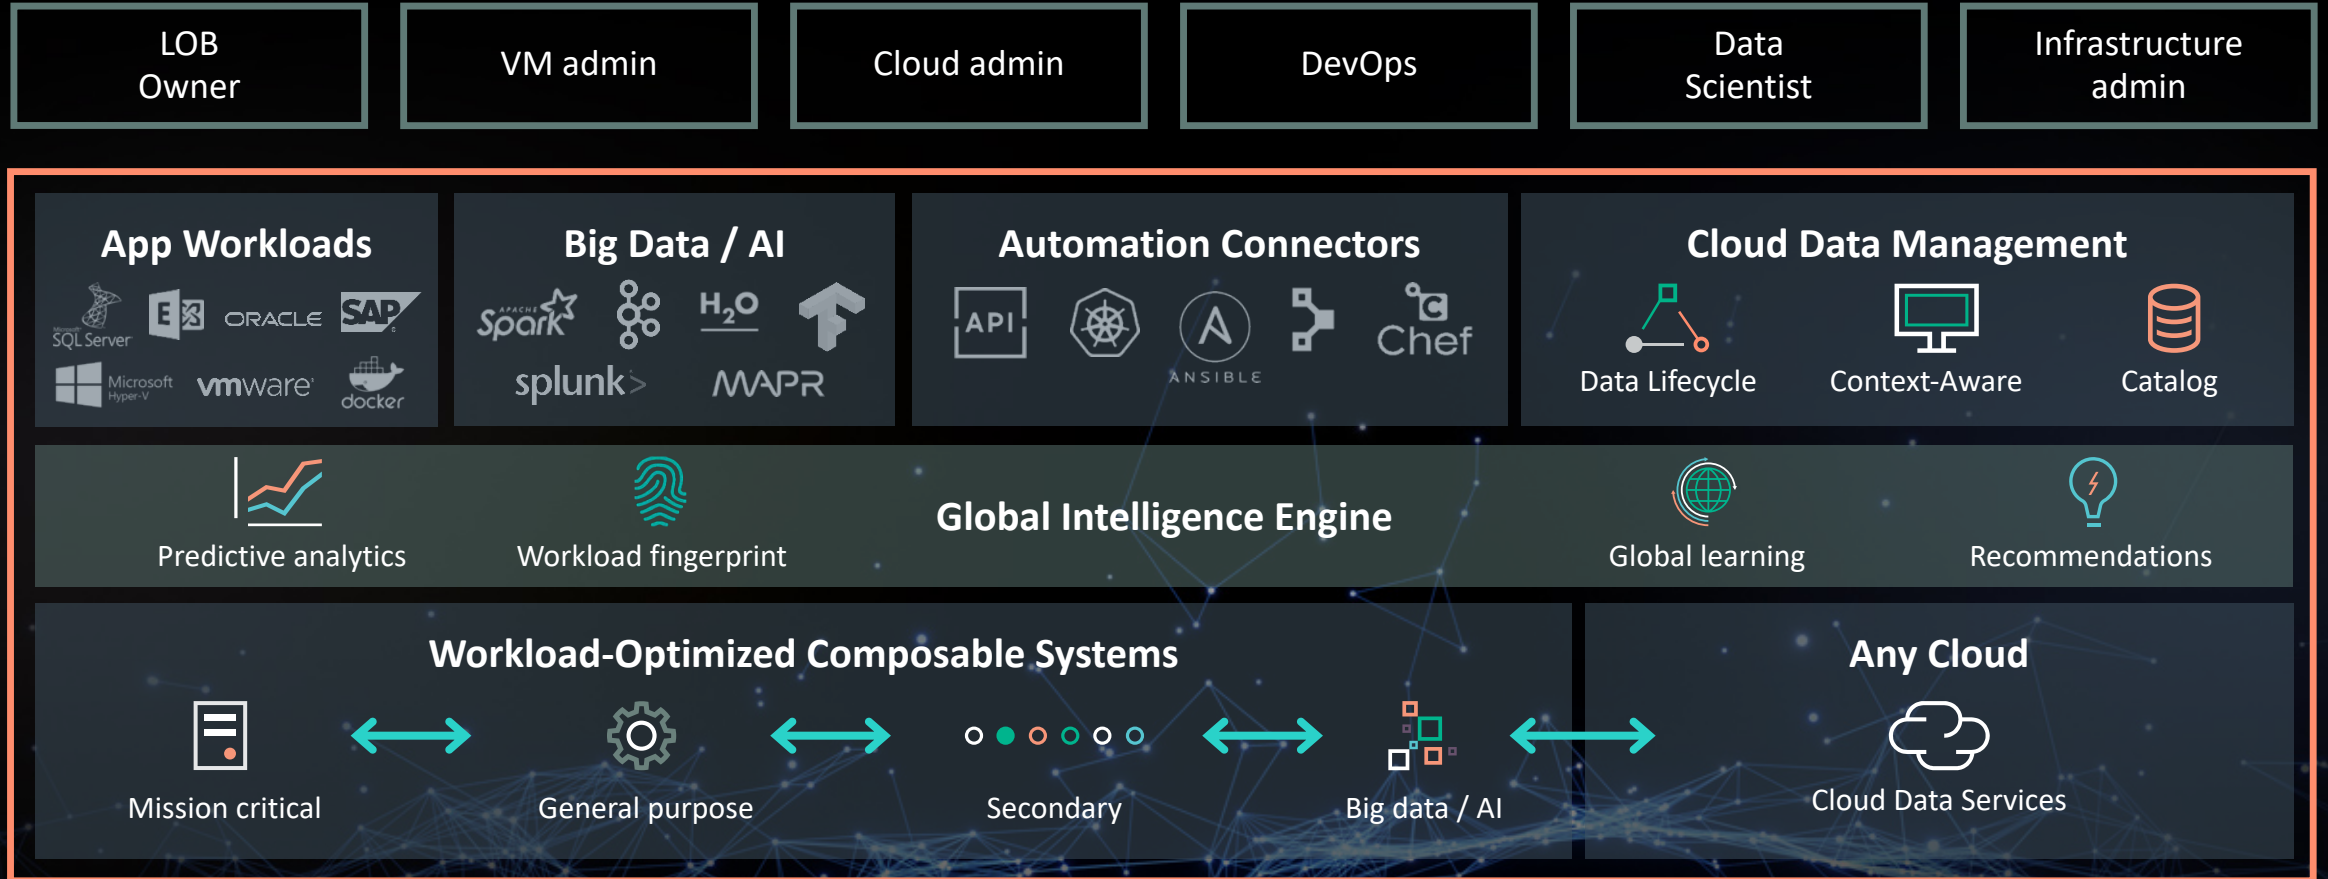 LOB
Owner
VM admin
Cloud admin
DevOps
Data
Scientist
Infrastructure
admin
App Workloads
Microsoft
SQL Server
E
ORACLE
SAP
Microsoft
Hyper-V
vmware
docker
Big Data / AI
APACHE
Spark
H2O
splunk>
MAPR
Automation Connectors
API
A
ANSIBLE
C
Chef
Cloud Data Management
Data Lifecycle
Context-Aware
Catalog
Predictive analytics
Workload fingerprint
Global Intelligence Engine
Global learning
Recommendations
Workload-Optimized Composable Systems
Mission critical
General purpose
Secondary
Big data / AI
Any Cloud
Cloud Data Services